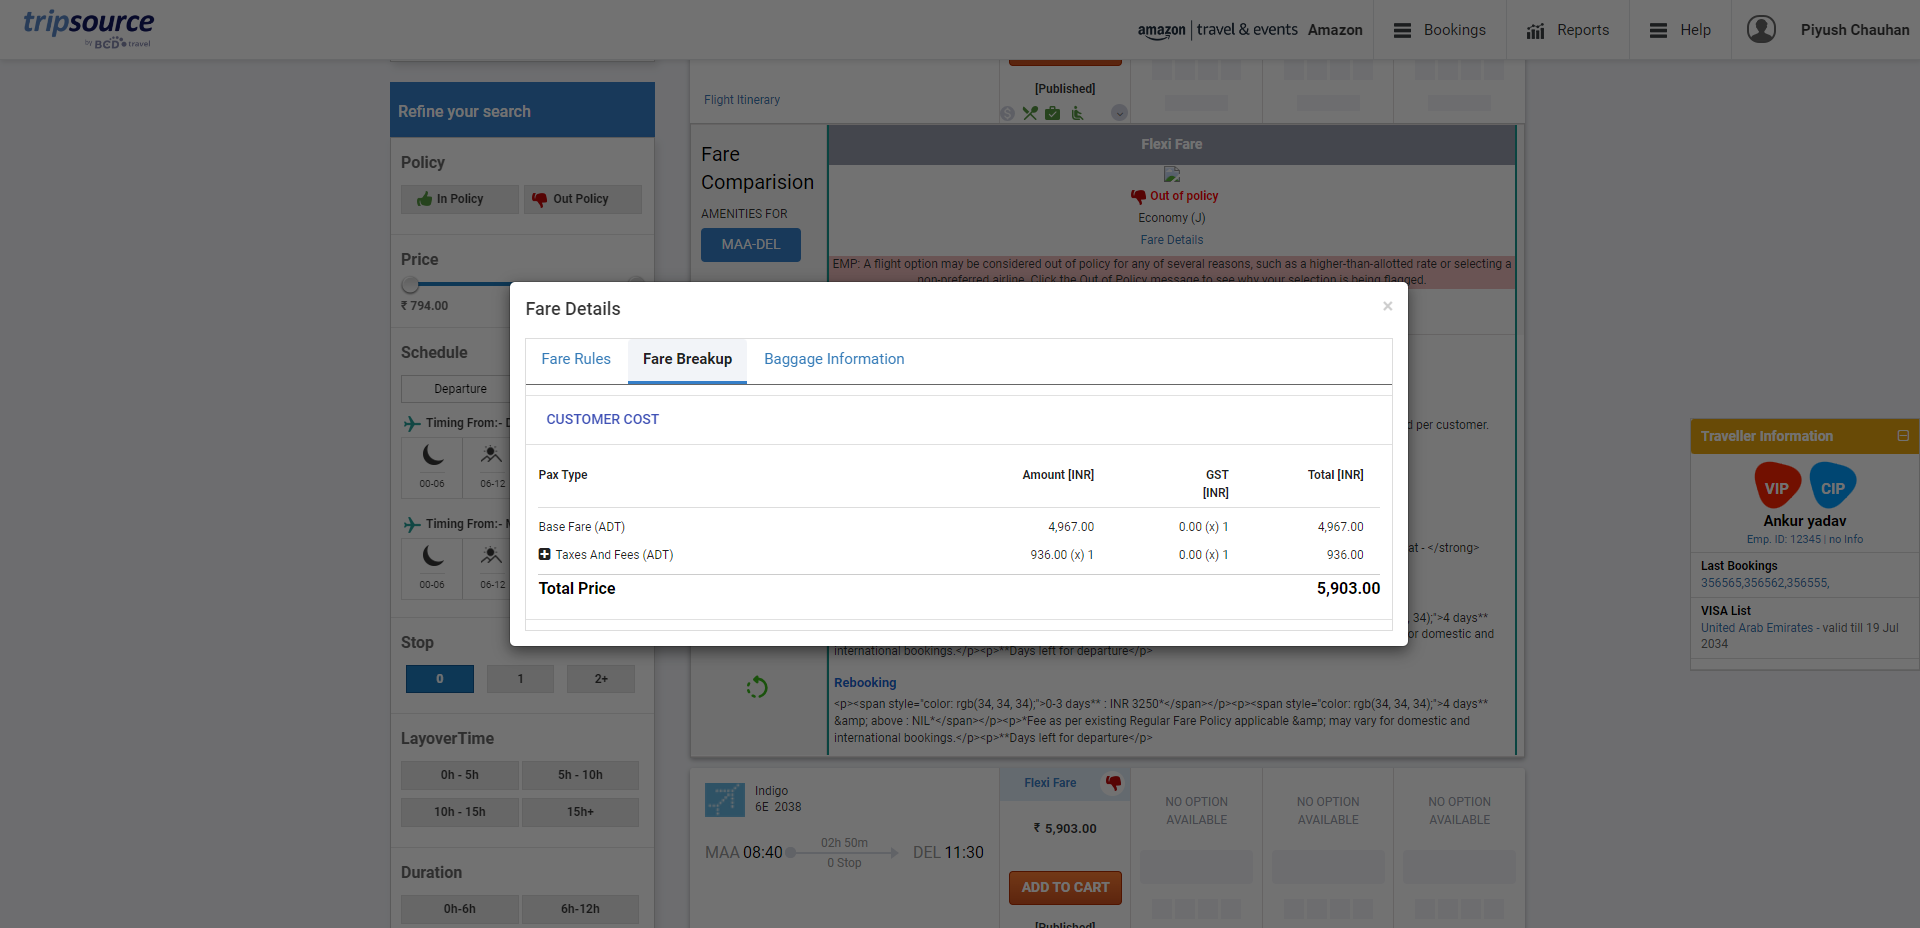 tripsource
by BCD travel
amazon | travel & events Amazon
Bookings
Reports
Help
Piyush Chauhan
Refine your search
Policy
In Policy
Out Policy
Price
₹ 794.00
Schedule
Departure
Timing From:- D
00-06
06-12
Timing From:-
00-06
06-12
Stop
0
1
2+
LayoverTime
0h - 5h
5h - 10h
10h - 15h
15h+
Duration
0h-6h
6h-12h
Flight Itinerary
[Published]
Fare
Comparision
AMENITIES FOR
MAA-DEL
Flexi Fare
Out of policy
Economy (J)
Fare Details
EMP: A flight option may be considered out of policy for any of several reasons, such as a higher-than-allotted rate or selecting a
non-preferred airline. Click the Out of Policy message to see why your selection is being flagged.
Fare Details
×
Fare Rules
Fare Breakup
Baggage Information
CUSTOMER COST
Pax Type
Amount [INR]
GST
[INR]
Total [INR]
Base Fare (ADT)
4,967.00
0.00 (x) 1
4,967.00
Taxes And Fees (ADT)
936.00 (x) 1
0.00 (x) 1
936.00
Total Price
5,903.00
d per customer.
at - </strong>
, 34);">4 days**
or domestic and
international bookings.</p><p>**Days left for departure</p>
Rebooking
<p><span style="color: rgb(34, 34, 34);">0-3 days** : INR 3250*</span></p><p><span style="color: rgb(34, 34, 34);">4 days**
&amp; above : NIL*</span></p><p>*Fee as per existing Regular Fare Policy applicable &amp; may vary for domestic and
international bookings.</p><p>**Days left for departure</p>
Indigo
6E 2038
MAA 08:40
02h 50m
0 Stop
DEL 11:30
Flexi Fare
₹ 5,903.00
ADD TO CART
[Published]
NO OPTION
AVAILABLE
NO OPTION
AVAILABLE
NO OPTION
AVAILABLE
Traveller Information
VIP
CIP
Ankur yadav
Emp. ID: 12345 | no Info
Last Bookings
356565,356562,356555,
VISA List
United Arab Emirates - valid till 19 Jul
2034